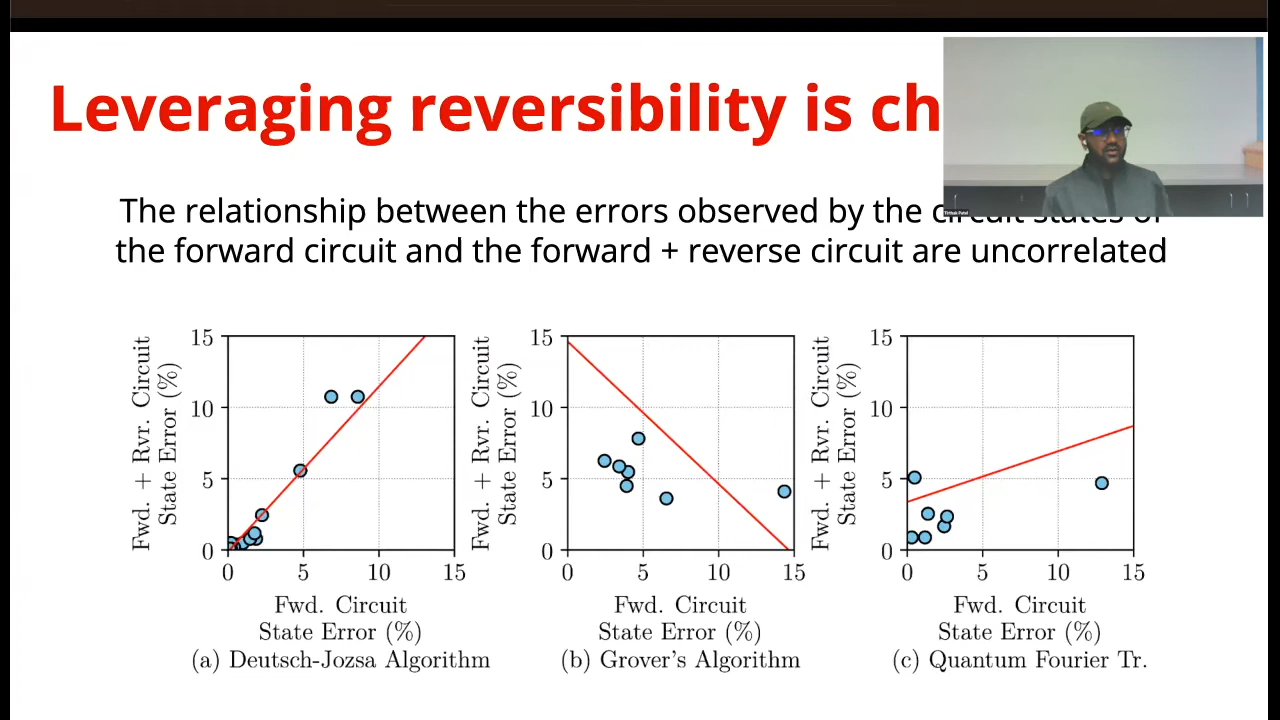 Leveraging reversibility is ch
The relationship between the errors observed by the circuit states of
the forward circuit and the forward + reverse circuit are uncorrelated
Fwd. + Rvr. Circuit
State Error (%)
15
10
5
0
0 5 10 15
Fwd. Circuit
State Error (%)
(a) Deutsch-Jozsa Algorithm
Fwd. + Rvr. Circuit
State Error (%)
15
10
5
0
0 5 10 15
Fwd. Circuit
State Error (%)
(b) Grover's Algorithm
Fwd. + Rvr. Circuit
State Error (%)
15
10
5
0
0 5 10 15
Fwd. Circuit
State Error (%)
(c) Quantum Fourier Tr.